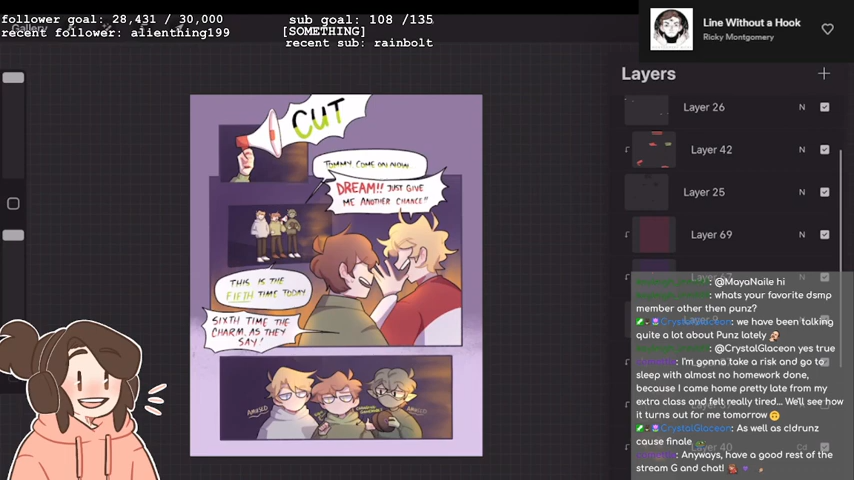 follower goal: 28,431 / 30,000
recent follower: alienthing199
sub goal: 108 /135
[SOMETHING]
recent sub: rainbolt
Line Without a Hook
Ricky Montgomery
Layers
Layer 26
N
Layer 42
N
Layer 25
N
Layer 69
N
Layer 40
Cd
CUT
TOMMY COME ON NOW
DREAM!! JUST GIVE
ME ANOTHER CHANCE"
THIS IS THE
FIFTH TIME TODAY
SIXTH TIME THE
CHARM. AS THEY
SAY!
AMUSED
AMUSED
@MayaNaile hi
whats your favorite dsmp
member other then punz?
CrystalGlaceon: we have been talking
quite a lot about Punz lately
@CrystalGlaceon yes true
I'm gonna take a risk and go to
sleep with almost no homework done,
because I came home pretty late from my
extra class and felt really tired... We'll see how
it turns out for me tomorrow
CrystalGlaceon: As well as cldrunz
cause finale
Anyways, have a good rest of the
stream G and chat!